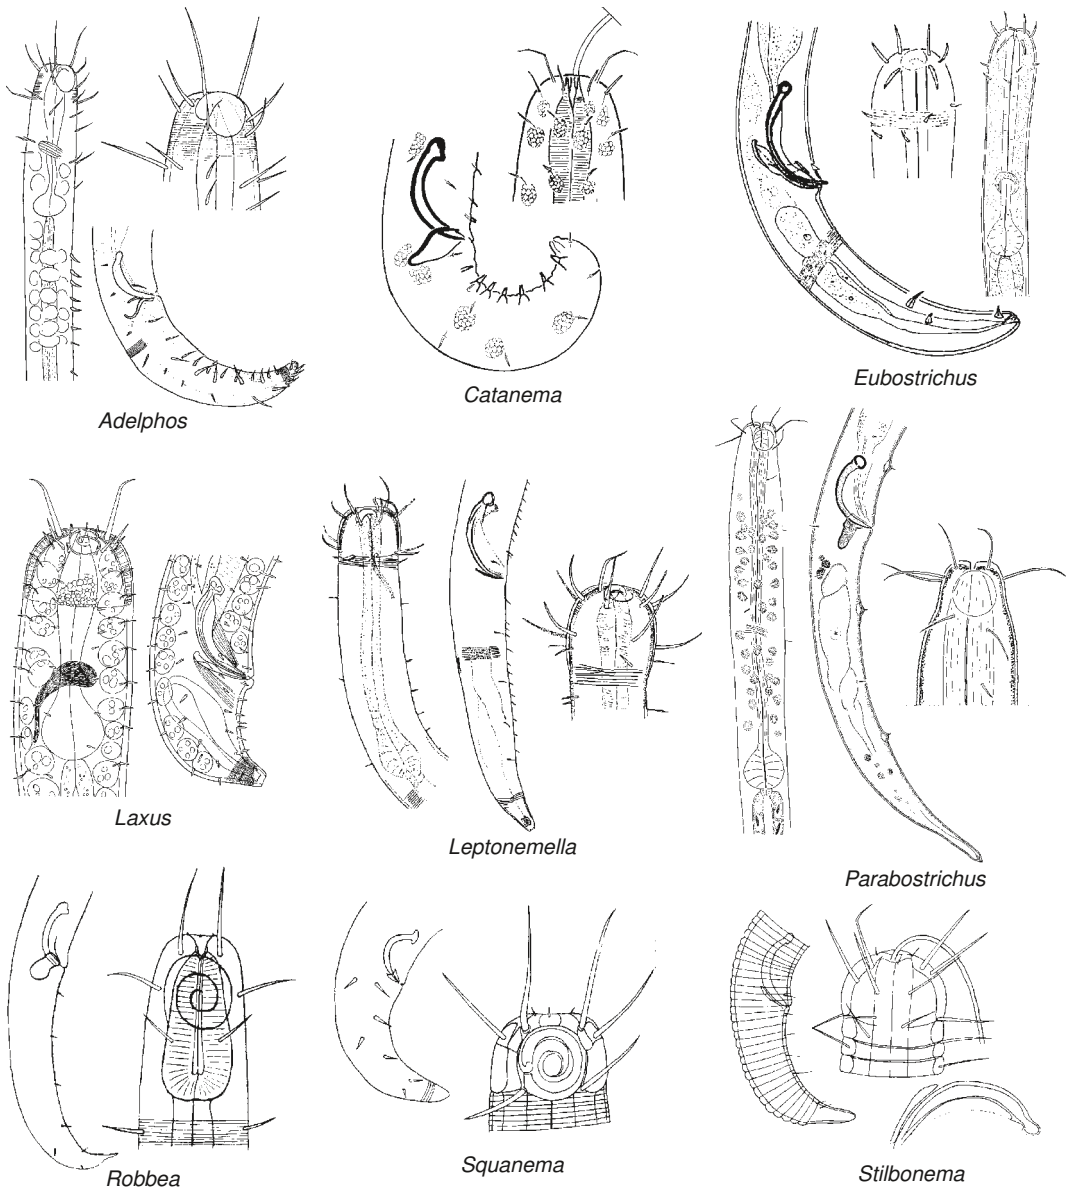 Adelphos
Catanema
Eubostrichus
Laxus
Leptonemella
Parabostrichus
Robbea
Squanema
Stilbonema